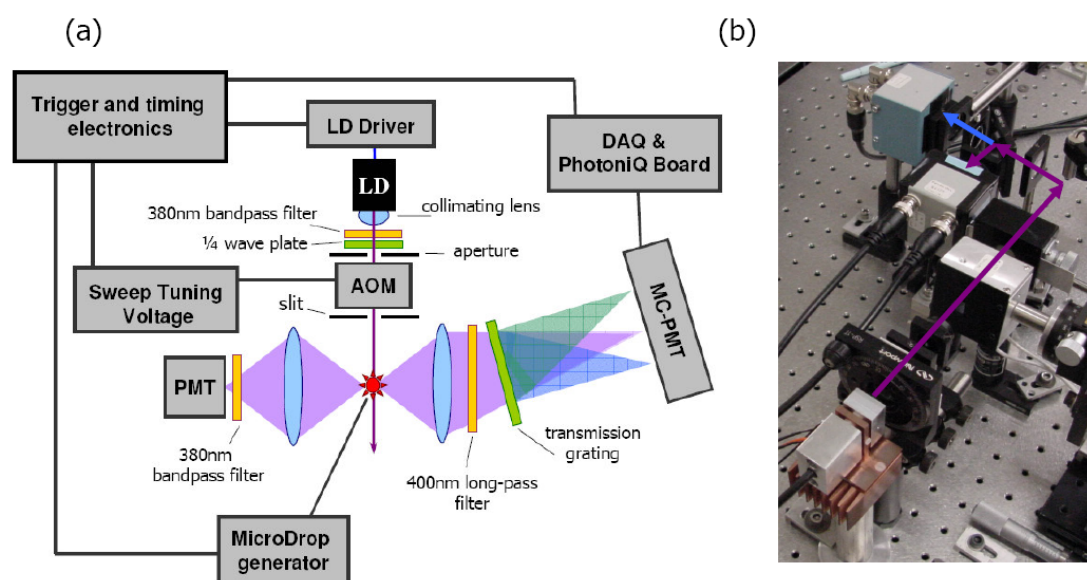 (a)
(b)
Trigger and timing
electronics
LD Driver
DAQ &
PhotoniQ Board
LD
collimating lens
380nm bandpass filter
¼ wave plate
aperture
AOM
Sweep Tuning
Voltage
slit
MC-PMT
PMT
380nm
bandpass filter
transmission
grating
400nm long-pass
filter
MicroDrop
generator
Newport